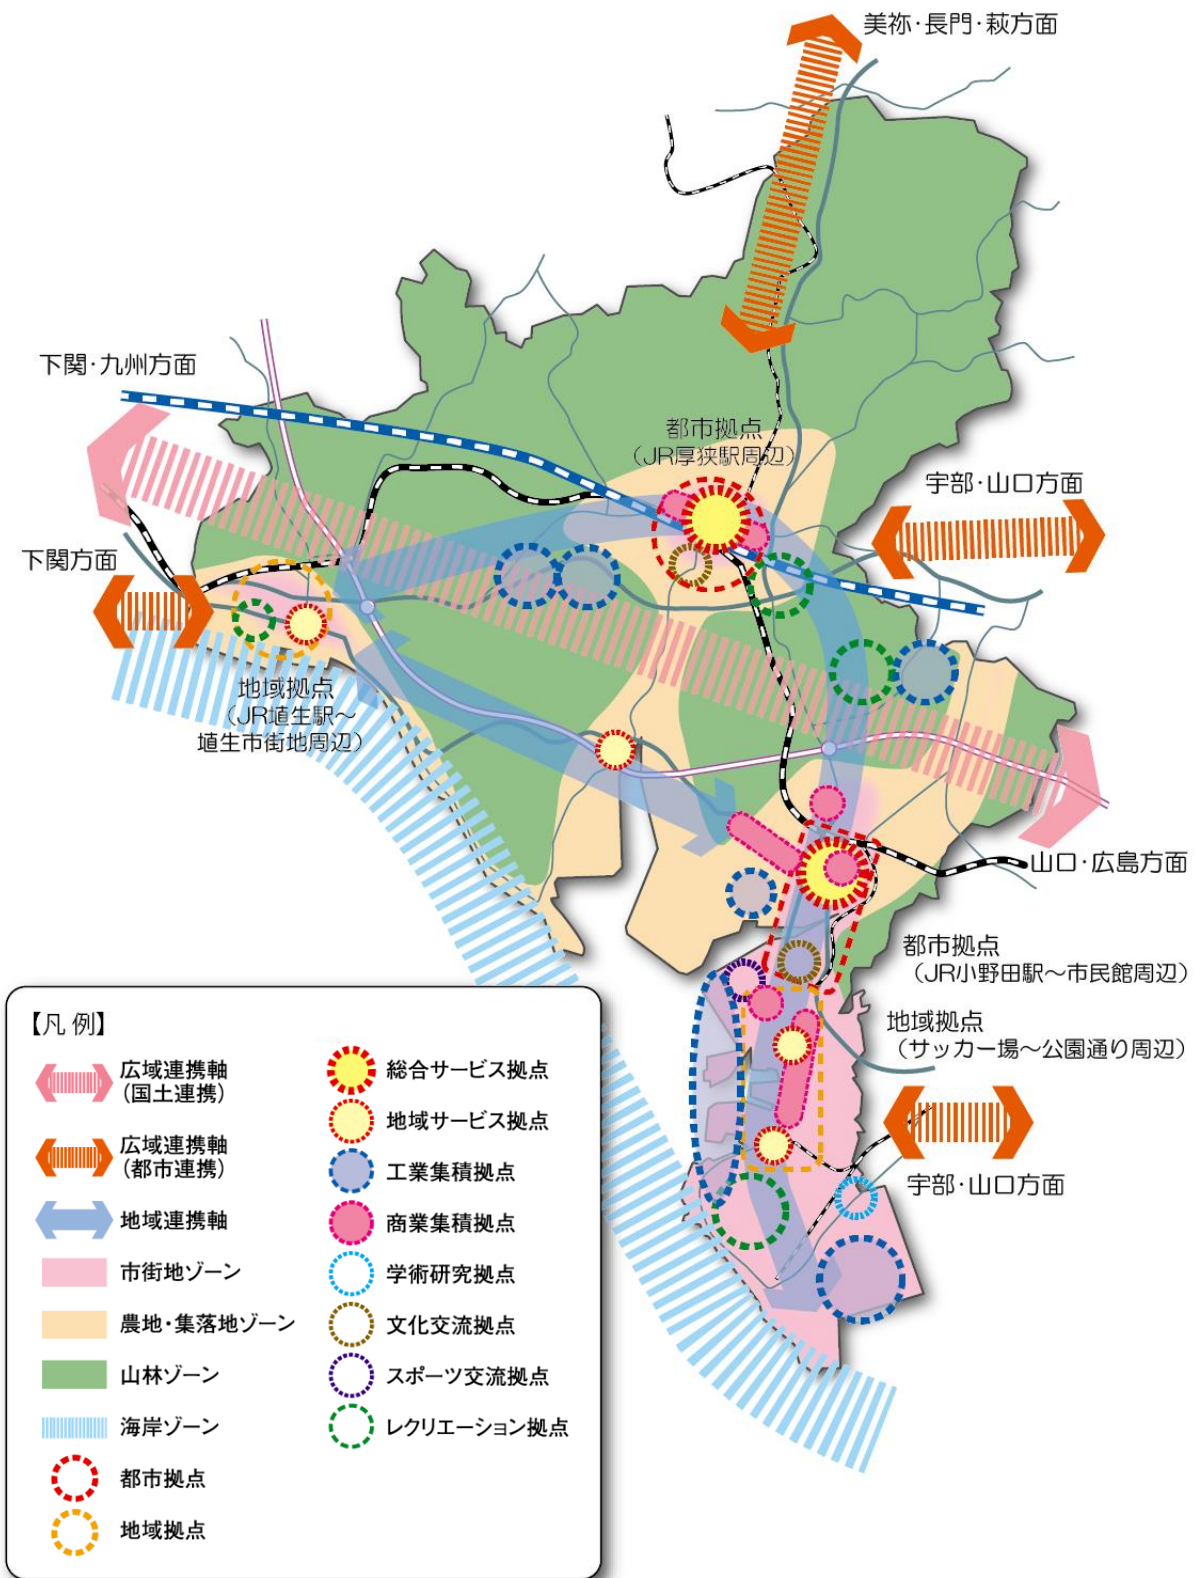 美祢・長門・萩方面
下関・九州方面
都市拠点
(JR厚狭駅周辺)
宇部・山口方面
下関方面
地域拠点
(JR埴生駅～
埴生市街地周辺)
山口・広島方面
都市拠点
(JR小野田駅～市民館周辺)
地域拠点
(サッカー場～公園通り周辺)
宇部・山口方面
【凡 例】
広域連携軸
(国土連携)
広域連携軸
(都市連携)
地域連携軸
市街地ゾーン
農地・集落地ゾーン
山林ゾーン
海岸ゾーン
都市拠点
地域拠点
総合サービス拠点
地域サービス拠点
工業集積拠点
商業集積拠点
学術研究拠点
文化交流拠点
スポーツ交流拠点
レクリエーション拠点